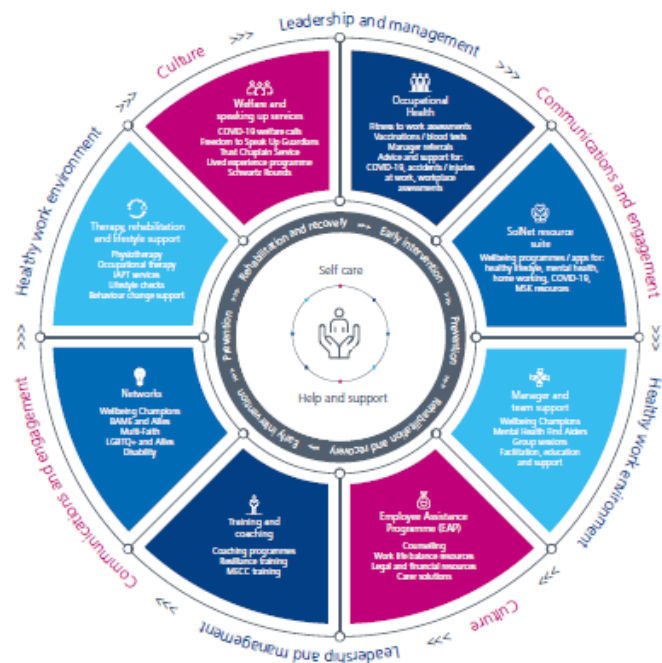 Leadership and management
Communications and engagement
Healthy work environment
Culture
Leadership and management
Communications and engagement
Healthy work environment
Culture
Occupational
Health
Fitness to work assessments
Vaccinations / blood tests
Manager referrals
Advice and support for:
COVID-19, accidents / injuries
at work, workplace
assessments
SolNet resource
suite
Wellbeing programmes / apps for:
healthy lifestyle, mental health,
home working, COVID-19,
MSK resources
Manager and
team support
Wellbeing Champions
Mental Health First Aiders
Group sessions
Facilitation, education
and support
Employee Assistance
Programme (EAP)
Counselling
Work life balance resources
Legal and financial resources
Carer solutions
Training and
coaching
Coaching programmes
Resilience training
MECC training
Networks
Wellbeing Champions
BAME and Allies
Multi-Faith
LGBTQ+ and Allies
Disability
Therapy, rehabilitation
and lifestyle support
Physiotherapy
Occupational therapy
IAPT services
Lifestyle checks
Behaviour change support
Welfare and
speaking up services
COVID-19 welfare calls
Freedom to Speak Up Guardians
Trust Chaplain Service
Lived experience programme
Schwartz Rounds
Early intervention
Prevention
Rehabilitation and recovery
Early intervention
Prevention
Rehabilitation and recovery
Self care
Help and support